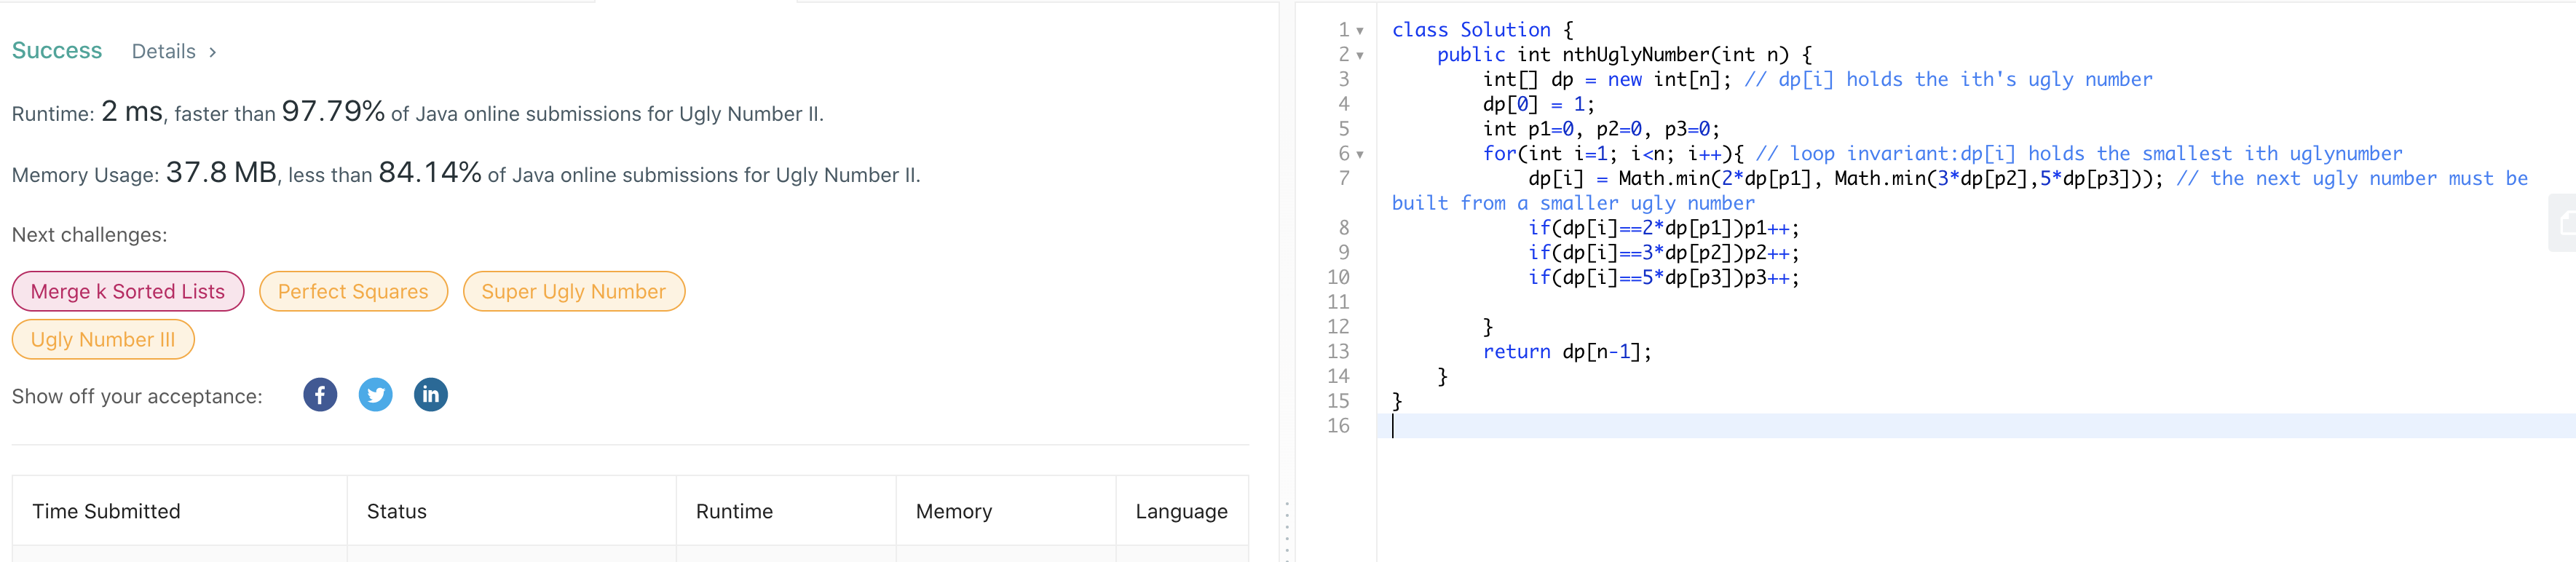 Success Details >
Runtime: 2 ms, faster than 97.79% of Java online submissions for Ugly Number II.
Memory Usage: 37.8 MB, less than 84.14% of Java online submissions for Ugly Number II.
Next challenges:
Merge k Sorted Lists Perfect Squares Super Ugly Number
Ugly Number III
Show off your acceptance:
Time Submitted Status Runtime Memory Language
1 class Solution {
2 public int nthUglyNumber(int n) {
3 int[] dp = new int[n]; // dp[i] holds the ith's ugly number
4 dp[0] = 1;
5 int p1=0, p2=0, p3=0;
6 for(int i=1; i<n; i++){ // loop invariant:dp[i] holds the smallest ith uglynumber
7 dp[i] = Math.min(2*dp[p1], Math.min(3*dp[p2],5*dp[p3])); // the next ugly number must be
built from a smaller ugly number
8 if(dp[i]==2*dp[p1])p1++;
9 if(dp[i]==3*dp[p2])p2++;
10 if(dp[i]==5*dp[p3])p3++;
11
12 }
13 return dp[n-1];
14 }
15 }
16